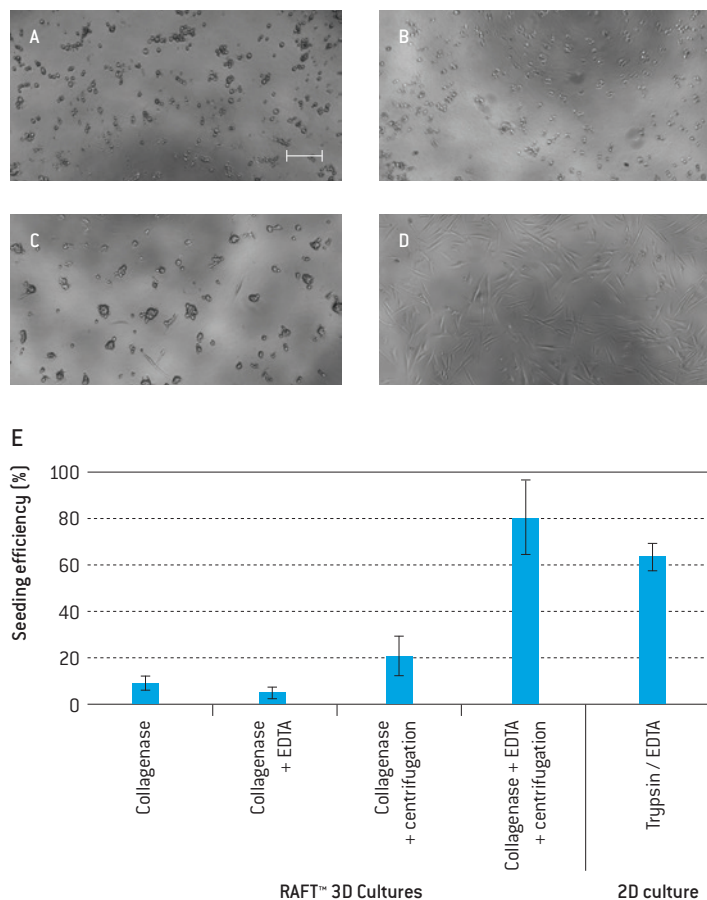 A
B
C
D
E
Seeding efficiency (%)
100
80
60
40
20
0
Collagenase
Collagenase
+ EDTA
Collagenase
+ centrifugation
Collagenase + EDTA
+ centrifugation
Trypsin / EDTA
RAFT™ 3D Cultures
2D culture